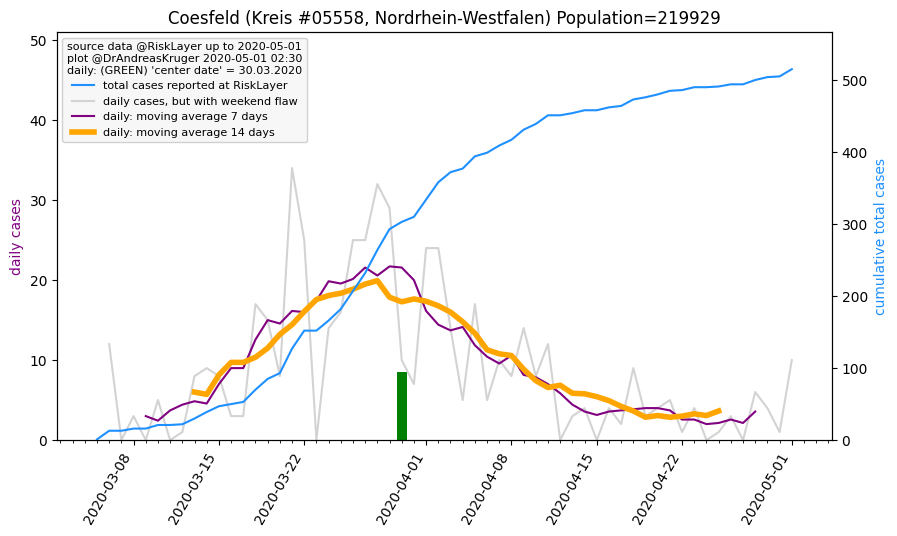 Coesfeld (Kreis #05558, Nordrhein-Westfalen) Population=219929
source data @RiskLayer up to 2020-05-01
plot @DrAndreasKruger 2020-05-01 02:30
daily: (GREEN) 'center date' = 30.03.2020
total cases reported at RiskLayer
daily cases, but with weekend flaw
daily: moving average 7 days
daily: moving average 14 days
daily cases
50
40
30
20
10
0
cumulative total cases
500
400
300
200
100
0
2020-03-08
2020-03-15
2020-03-22
2020-04-01
2020-04-08
2020-04-15
2020-04-22
2020-05-01